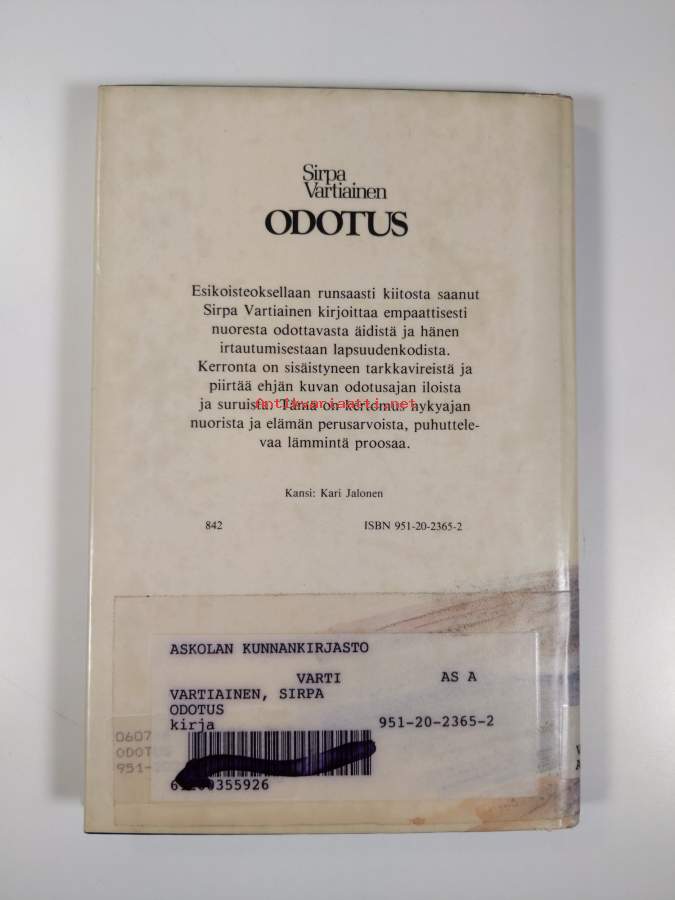 Sirpa
Vartiainen
ODOTUS
Esikoisteoksellaan runsaasti kiitosta saanut
Sirpa Vartiainen kirjoittaa empaattisesti
nuoresta odottavasta äidistä ja hänen
irtautumisestaan lapsuudenkodista.
Kerronta on sisäistyneen tarkkavireistä ja
piirtää ehjän kuvan odotusajan iloista
ja suruista. Tämä on kertomus nykyajan
Antikvariaatti.net
nuorista ja elämän perusarvoista, puhuttele-
vaa lämmintä proosaa.
Kansi: Kari Jalonen
842 ISBN 951-20-2365-2
ASKOLAN KUNNANKIRJASTO
VARTI AS A
VARTIAINEN, SIRPA
ODOTUS
kirja 951-20-2365-2
0607
ODOT
951-
355926